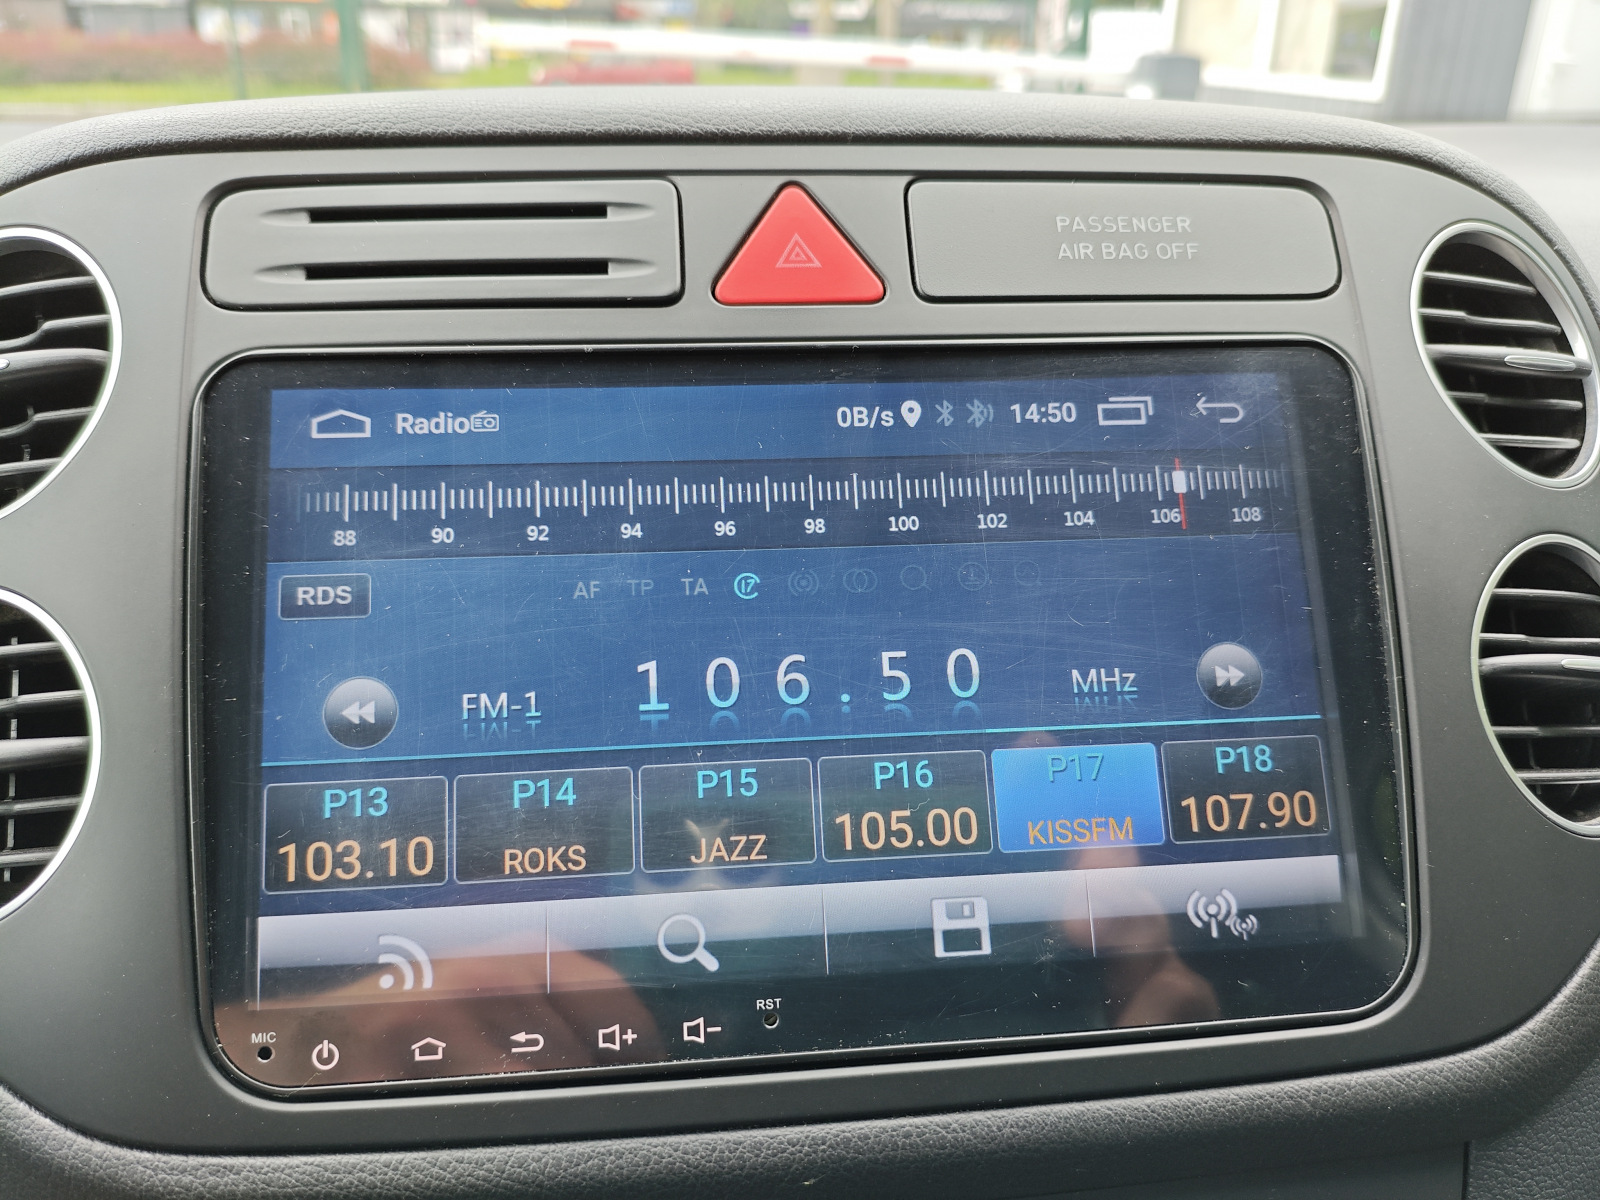 PASSENGER
AIR BAG OFF
Radio 0B/s 14:50
88 90 92 94 96 98 100 102 104 106 108
RDS AF TP TA 17
FM-1 106.50 MHz
P13 P14 P15 P16 P17 P18
103.10 ROKS JAZZ 105.00 KISSFM 107.90
MIC RST